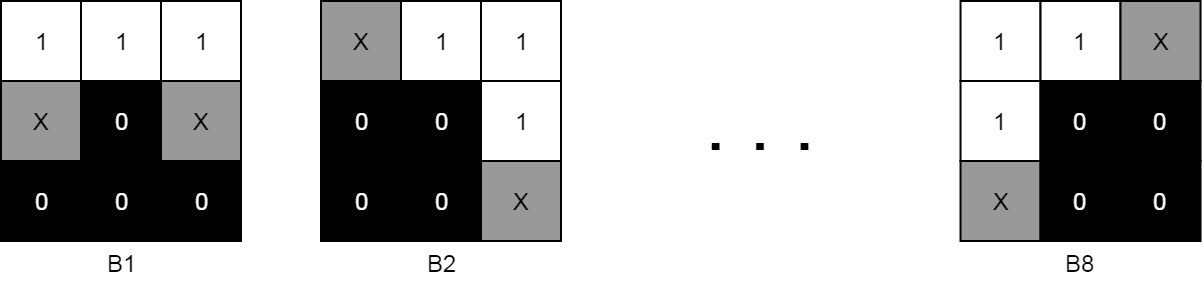 1 1 1 X 1 1 1 1 X
X 0 X 0 0 1 . . . 1 0 0
0 0 0 0 0 X X 0 0
B1 B2 B8